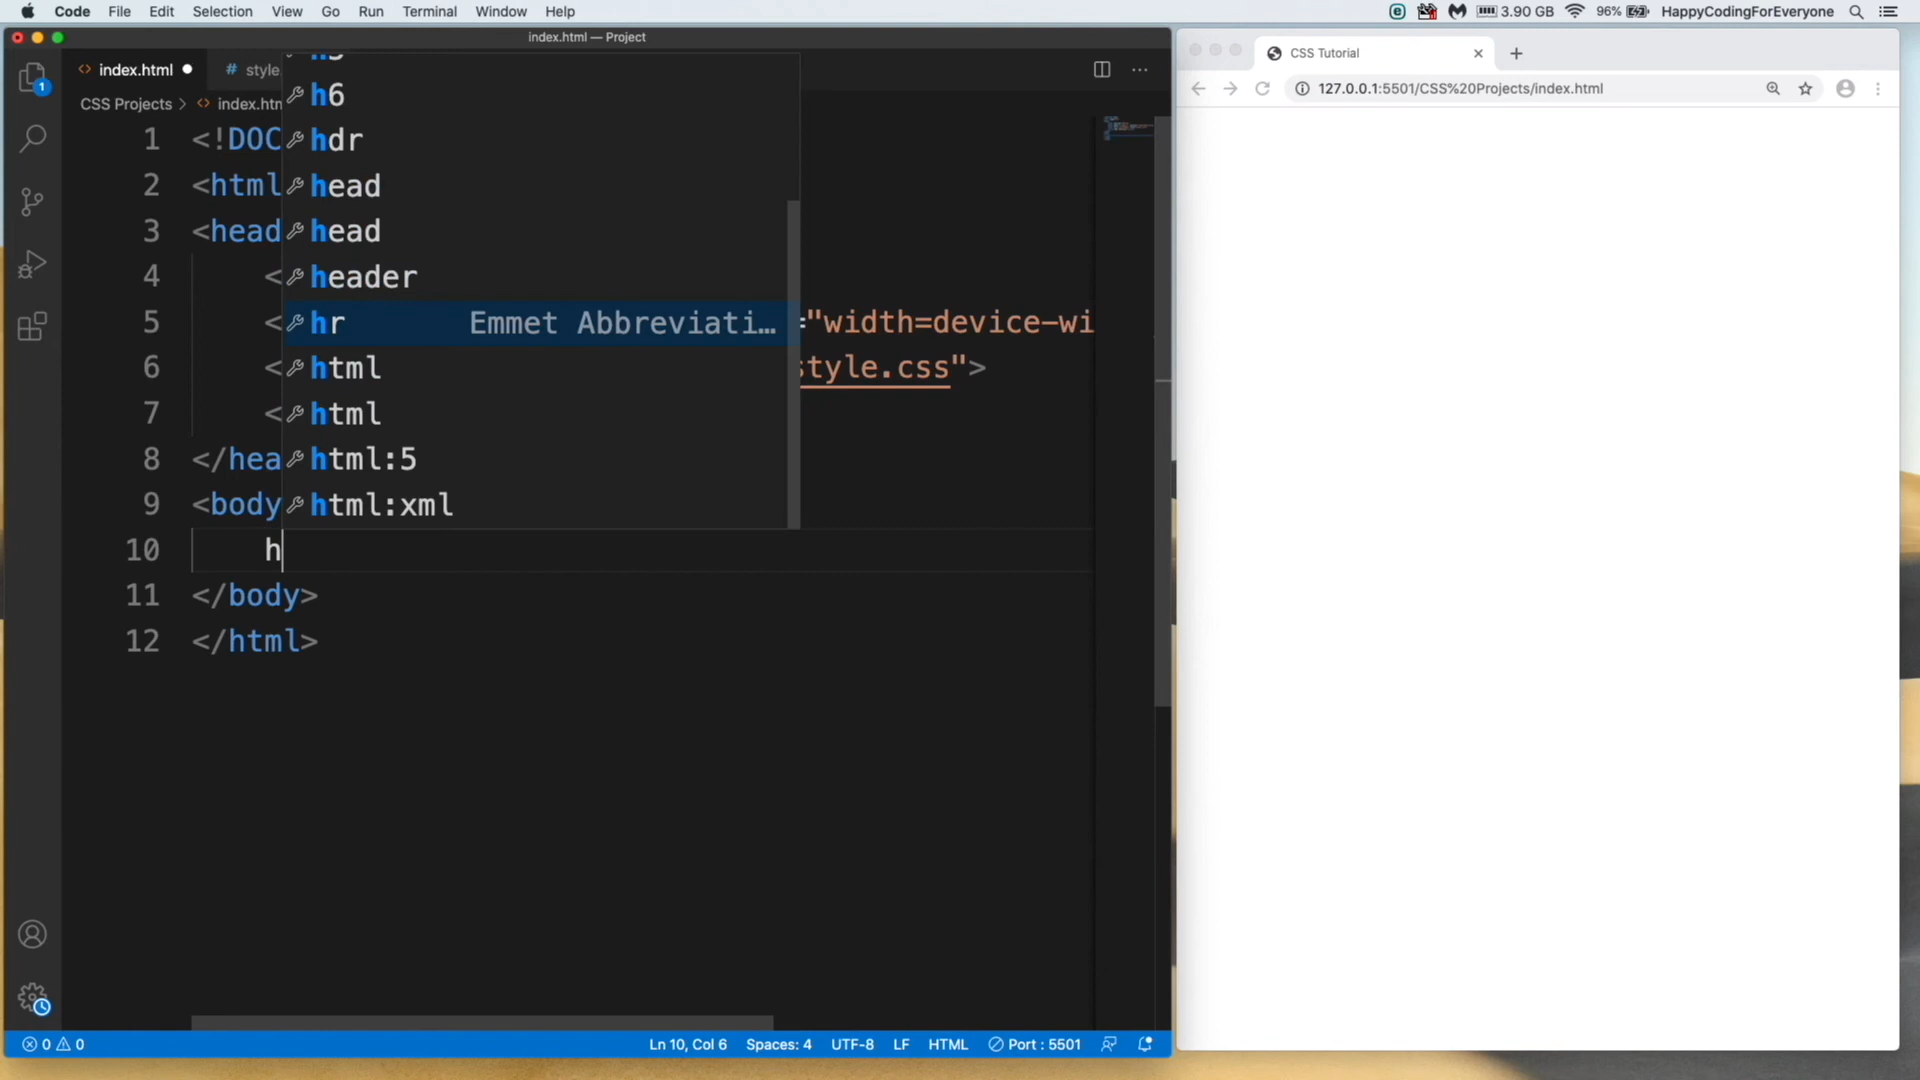 Code File Edit Selection View Go Run Terminal Window Help 3.90 GB 96% HappyCodingForEveryone
index.html — Project
index.html # style.
CSS Projects > index.htm
1 <!DOC
2 <html
3 <head
4 <
5 < ="width=device-wi
6 < style.css">
7 <
8 </hea
9 <body
10 h
11 </body>
12 </html>
h6
hdr
head
head
header
hr Emmet Abbreviati…
html
html
html:5
html:xml
0 0 Ln 10, Col 6 Spaces: 4 UTF-8 LF HTML Port : 5501
1
CSS Tutorial
127.0.0.1:5501/CSS%20Projects/index.html